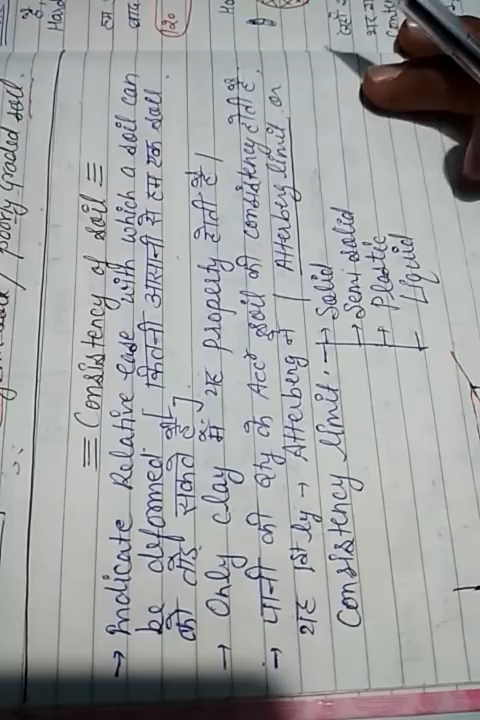 poorly graded soil.
= Consistency of soil =
→ Indicate Relative ease with which a soil can
be deformed [ कितनी आसानी से हम एक soil
को तोड़ सकते है ].
→ Only clay में यह property होती है |
→ पानी की qty के Acc soil की consistency होती है
यह Istly → Atterberg ने | Atterberg limit or
Consistency limit. → Solid
→ Semi solid
→ Plastic
→ liquid